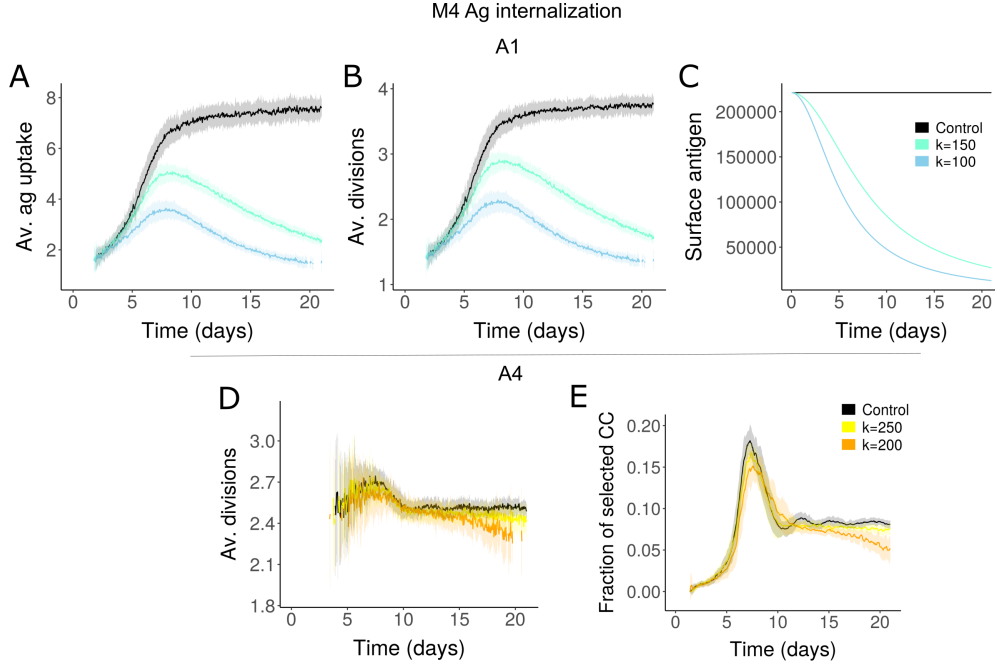 M4 Ag internalization
A1
A
B
C
Av. ag uptake
8
6
4
2
0
5
10
15
20
Time (days)
Av. divisions
4
3
2
1
0
5
10
15
20
Time (days)
Surface antigen
200000
150000
100000
50000
0
5
10
15
20
Time (days)
Control
k=150
k=100
A4
D
E
Av. divisions
3.0
2.7
2.4
2.1
1.8
0
5
10
15
20
Time (days)
Fraction of selected CC
0.20
0.15
0.10
0.05
0.00
0
5
10
15
20
Time (days)
Control
k=250
k=200